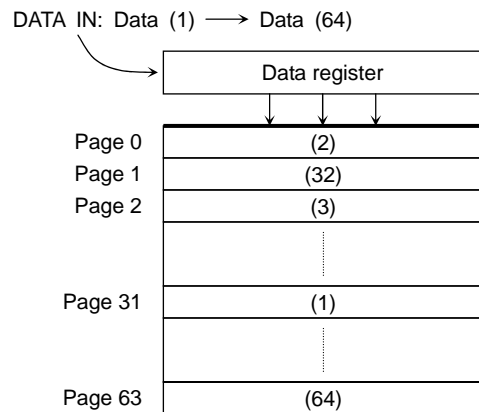 DATA IN: Data (1) → Data (64)
Data register
Page 0 (2)
Page 1 (32)
Page 2 (3)
Page 31 (1)
Page 63 (64)